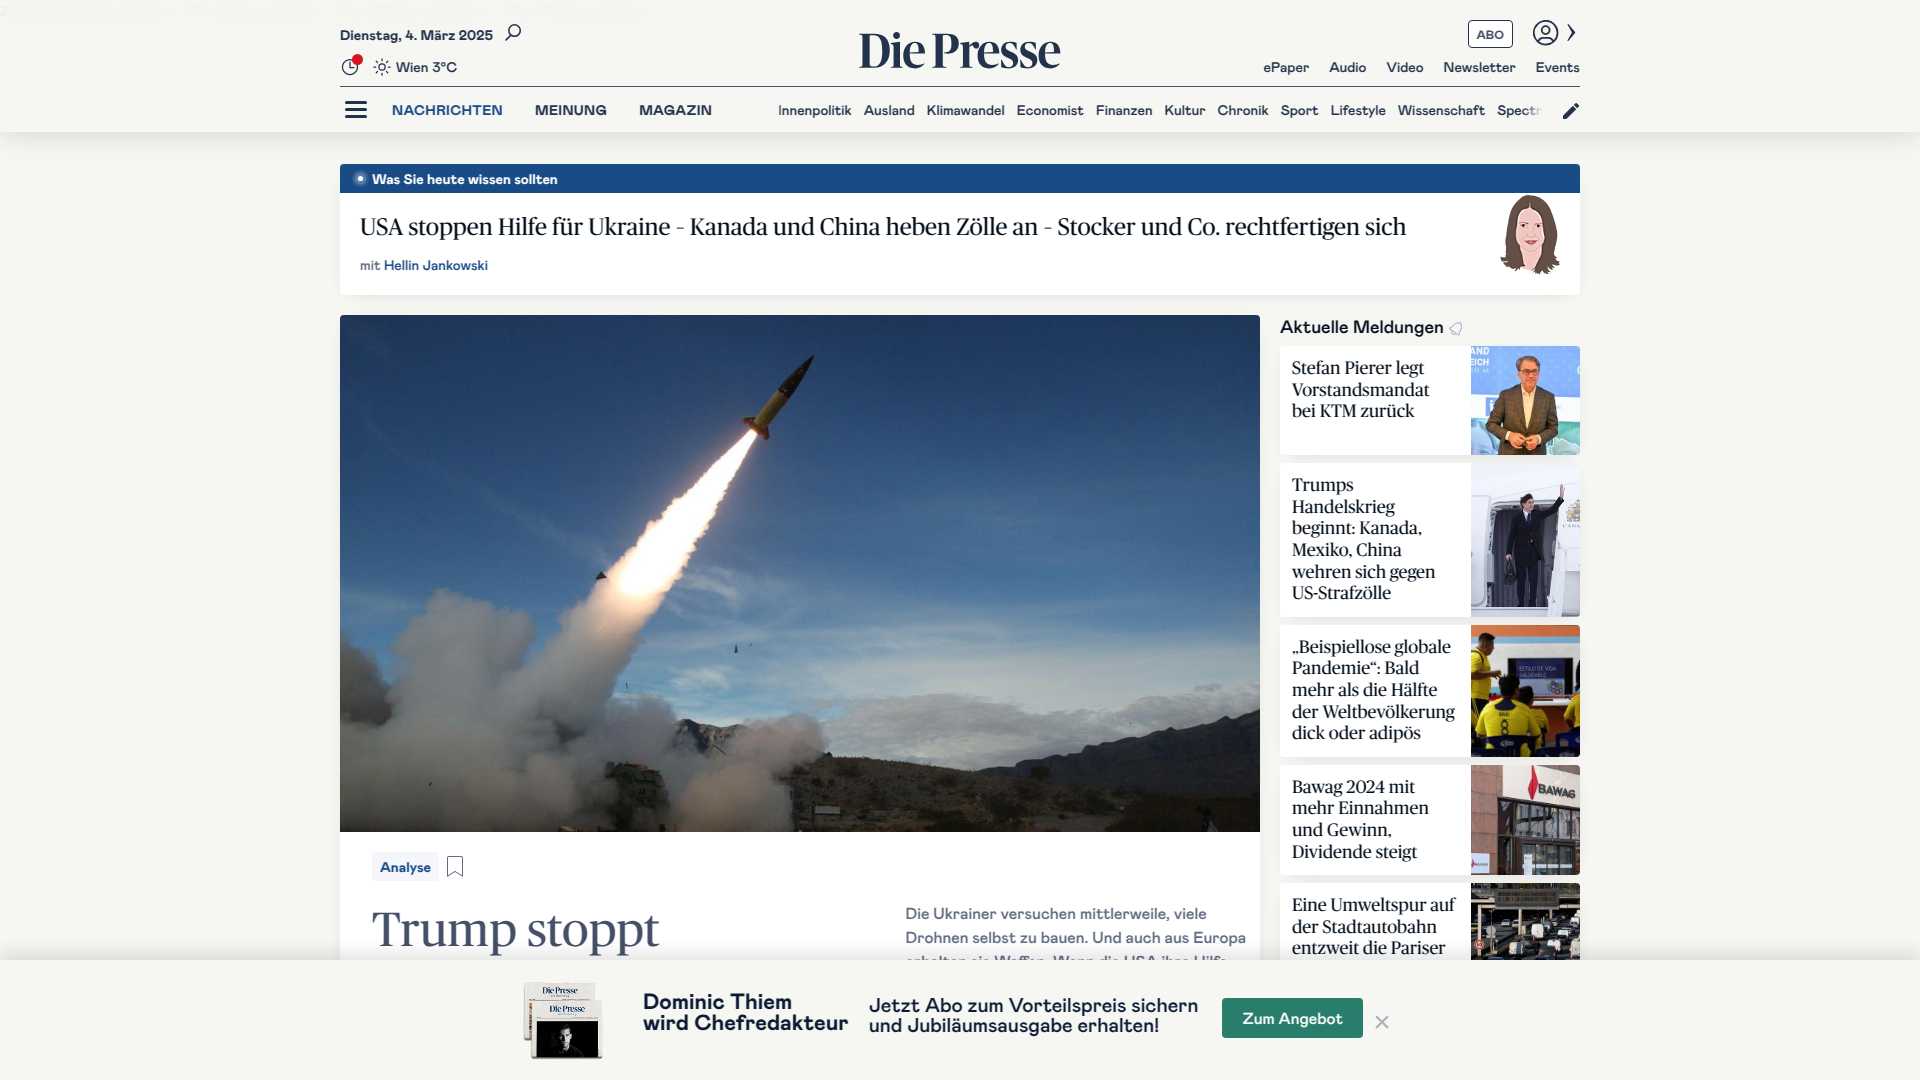 Dienstag, 4. März 2025
Wien 3°C
Die Presse
ABO
ePaper Audio Video Newsletter Events
NACHRICHTEN MEINUNG MAGAZIN
Innenpolitik Ausland Klimawandel Economist Finanzen Kultur Chronik Sport Lifestyle Wissenschaft
Was Sie heute wissen sollten
USA stoppen Hilfe für Ukraine – Kanada und China heben Zölle an – Stocker und Co. rechtfertigen sich
mit Hellin Jankowski
Analyse
Trump stoppt
Die Ukrainer versuchen mittlerweile, viele
Drohnen selbst zu bauen. Und auch aus Europa
Aktuelle Meldungen
Stefan Pierer legt
Vorstandsmandat
bei KTM zurück
Trumps
Handelskrieg
beginnt: Kanada,
Mexiko, China
wehren sich gegen
US-Strafzölle
„Beispiellose globale
Pandemie“: Bald
mehr als die Hälfte
der Weltbevölkerung
dick oder adipös
Bawag 2024 mit
mehr Einnahmen
und Gewinn,
Dividende steigt
BAWAG
Eine Umweltspur auf
der Stadtautobahn
entzweit die Pariser
Die Presse
Die Presse
Dominic Thiem
wird Chefredakteur
Jetzt Abo zum Vorteilspreis sichern
und Jubiläumsausgabe erhalten!
Zum Angebot